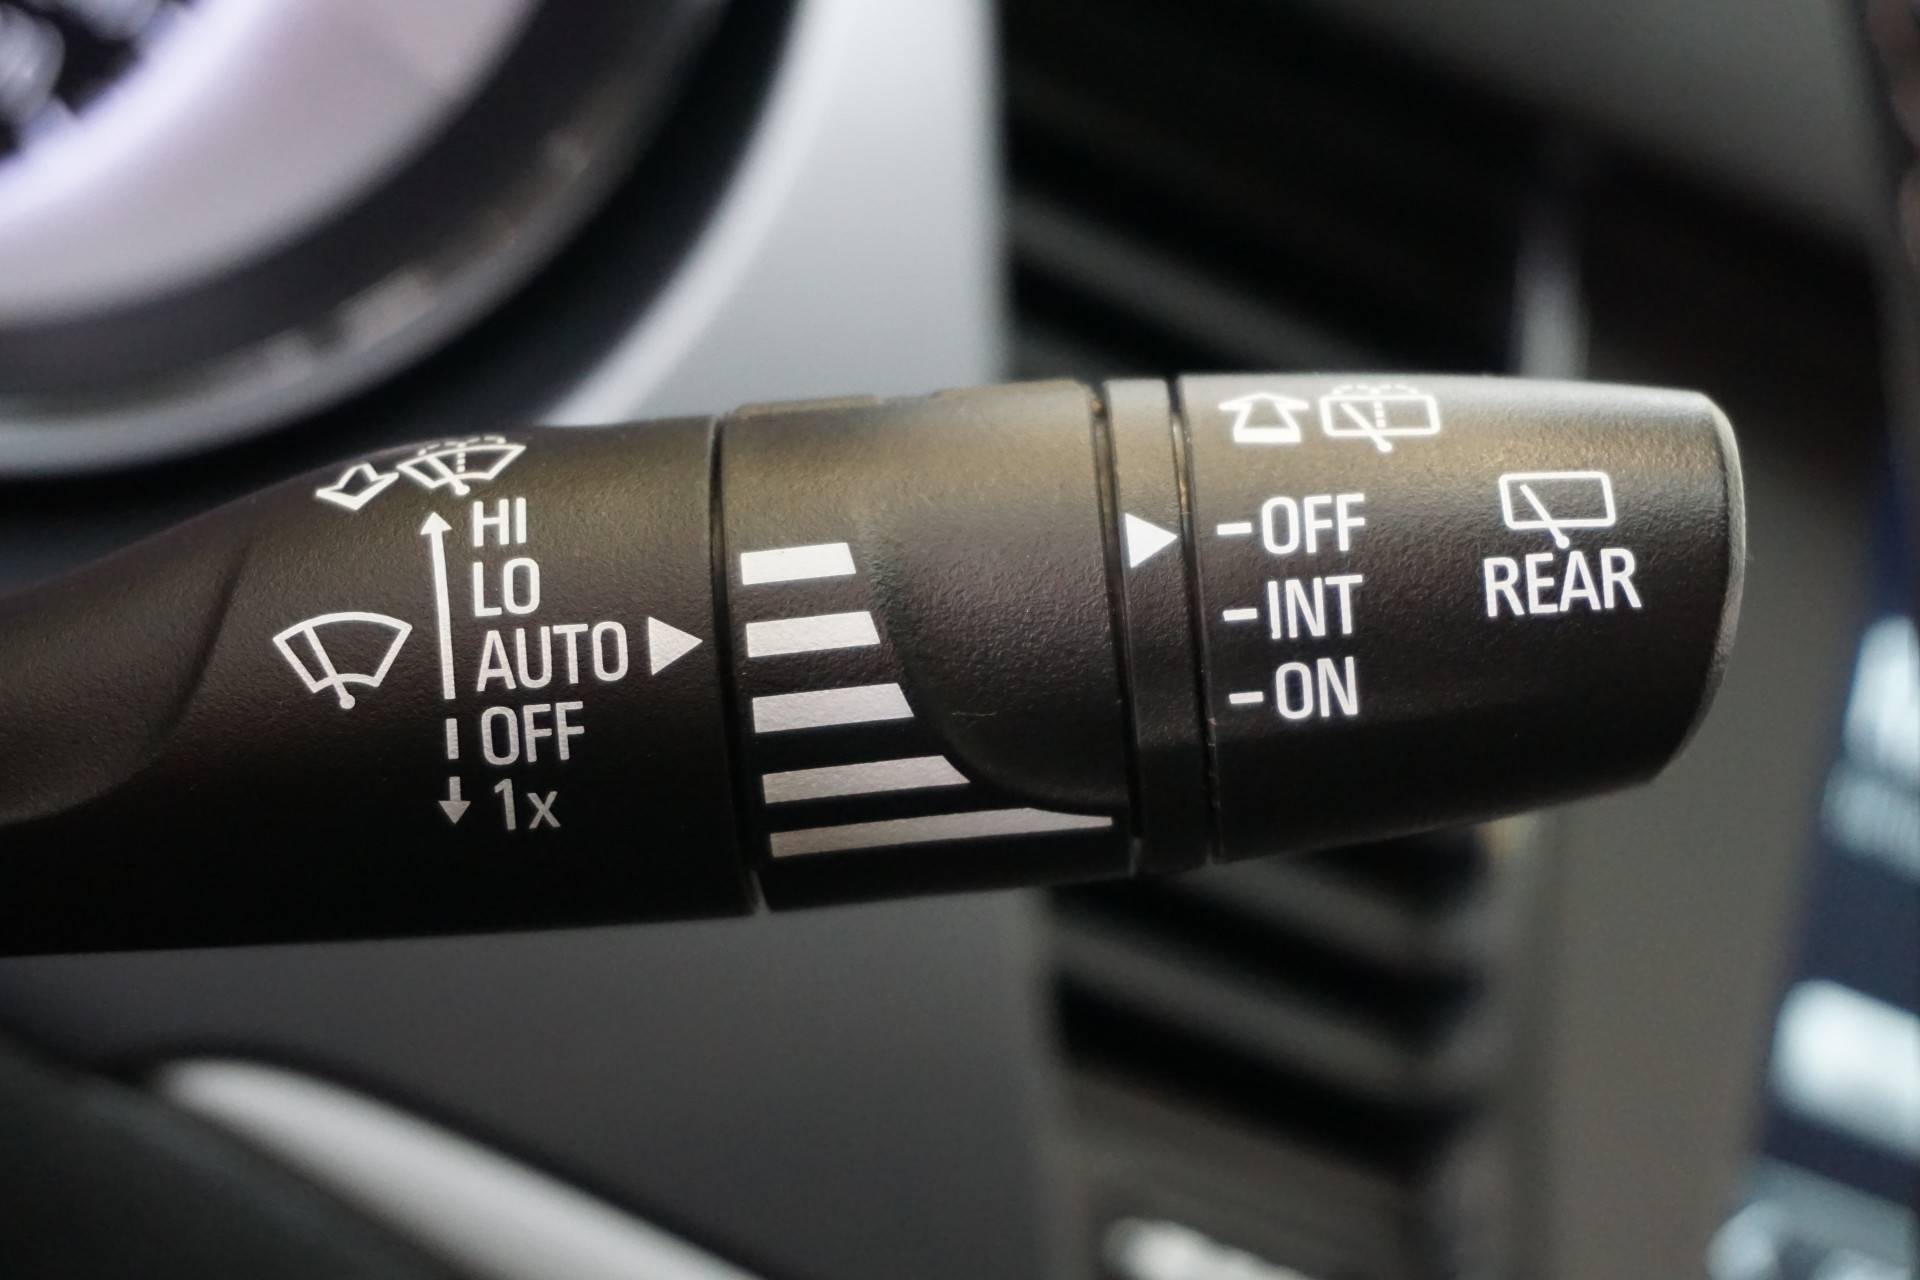 HI
LO
AUTO
OFF
1x
-OFF
-INT
-ON
REAR